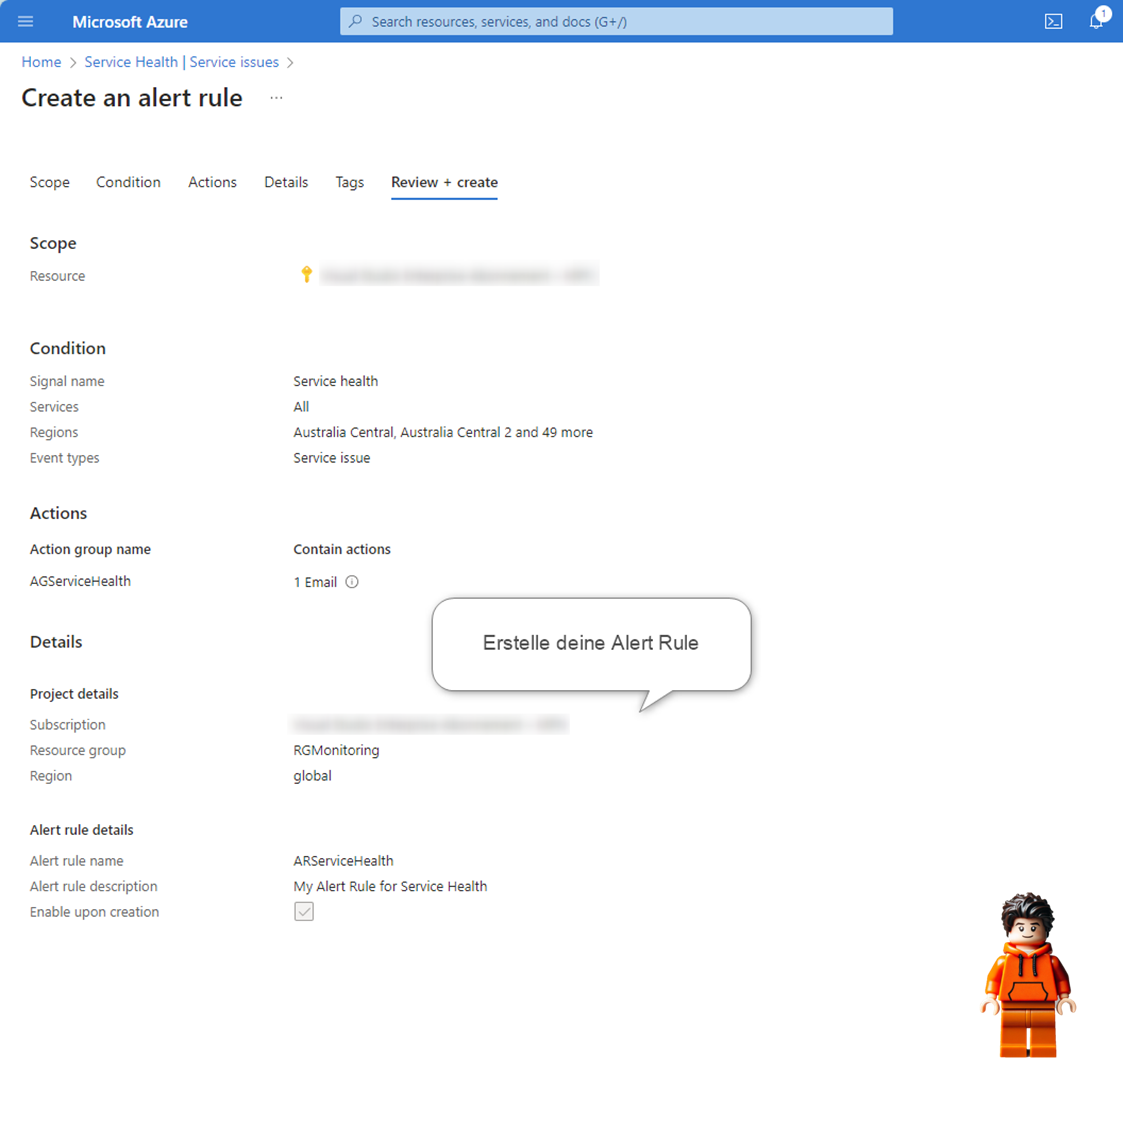 Microsoft Azure
Search resources, services, and docs (G+/)
1
Home > Service Health | Service issues >
Create an alert rule ...
Scope Condition Actions Details Tags Review + create
Scope
Resource
Condition
Signal name Service health
Services All
Regions Australia Central, Australia Central 2 and 49 more
Event types Service issue
Actions
Action group name Contain actions
AGServiceHealth 1 Email
Erstelle deine Alert Rule
Details
Project details
Subscription
Resource group RGMonitoring
Region global
Alert rule details
Alert rule name ARServiceHealth
Alert rule description My Alert Rule for Service Health
Enable upon creation